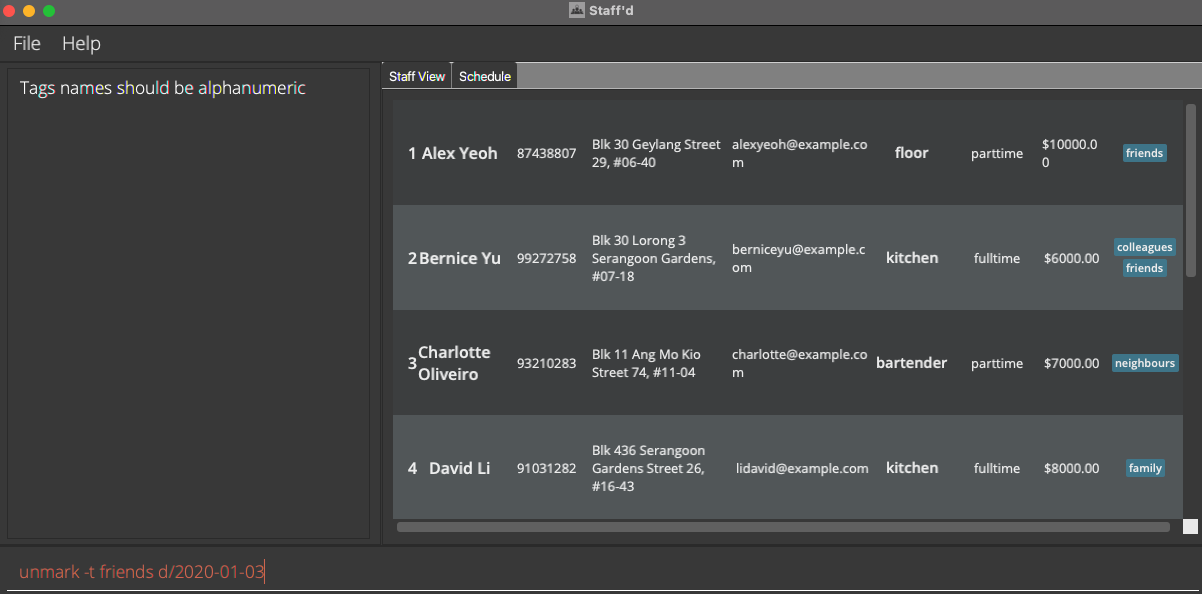 Staff'd
File Help
Tags names should be alphanumeric
Staff View Schedule
1 Alex Yeoh 87438807 Blk 30 Geylang Street 29, #06-40 alexyeoh@example.com floor parttime $10000.00 friends
2 Bernice Yu 99272758 Blk 30 Lorong 3 Serangoon Gardens, #07-18 berniceyu@example.com kitchen fulltime $6000.00 colleagues friends
3 Charlotte Oliveiro 93210283 Blk 11 Ang Mo Kio Street 74, #11-04 charlotte@example.com bartender parttime $7000.00 neighbours
4 David Li 91031282 Blk 436 Serangoon Gardens Street 26, #16-43 lidavid@example.com kitchen fulltime $8000.00 family
unmark -t friends d/2020-01-03